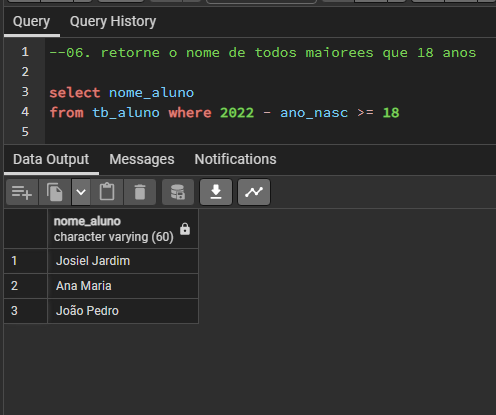 Query Query History
1 --06. retorne o nome de todos maiorees que 18 anos
2
3 select nome_aluno
4 from tb_aluno where 2022 - ano_nasc >= 18
5
Data Output Messages Notifications
nome_aluno
character varying (60)
1 Josiel Jardim
2 Ana Maria
3 João Pedro